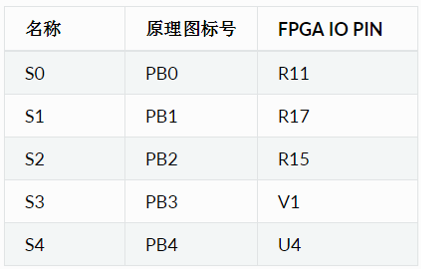 名称 原理图标号 FPGA IO PIN
S0 PB0 R11
S1 PB1 R17
S2 PB2 R15
S3 PB3 V1
S4 PB4 U4